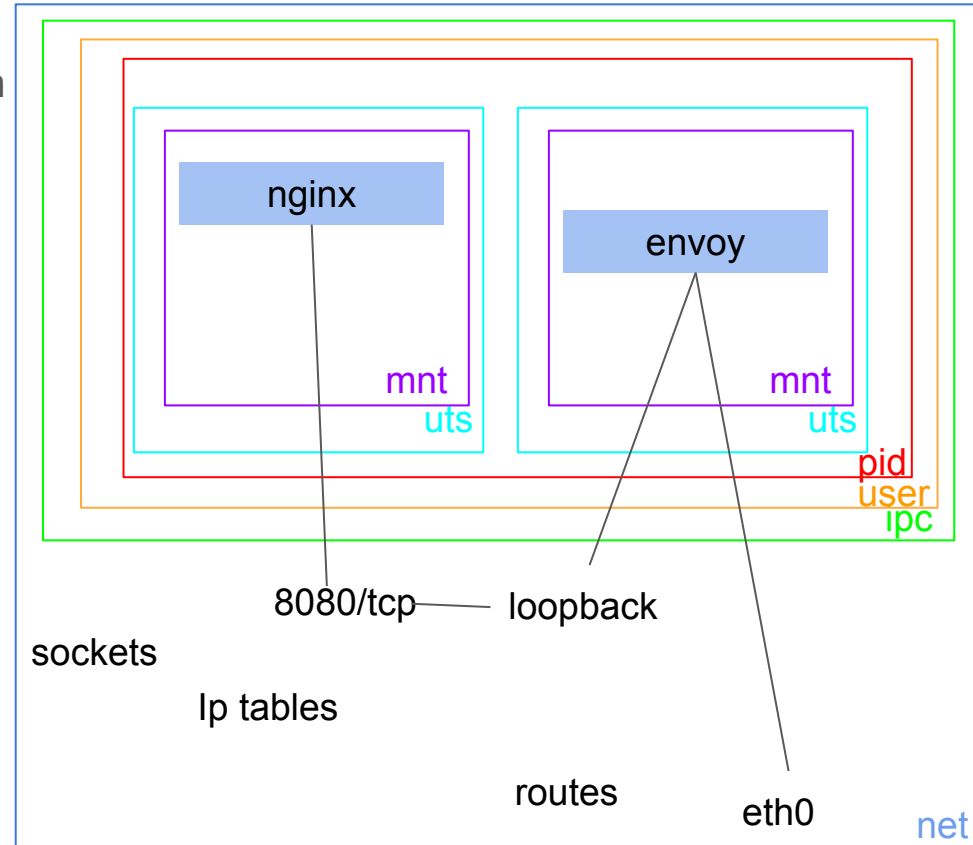 nginx
envoy
mnt
mnt
uts
uts
pid
user
ipc
8080/tcp
loopback
sockets
Ip tables
routes
eth0
net